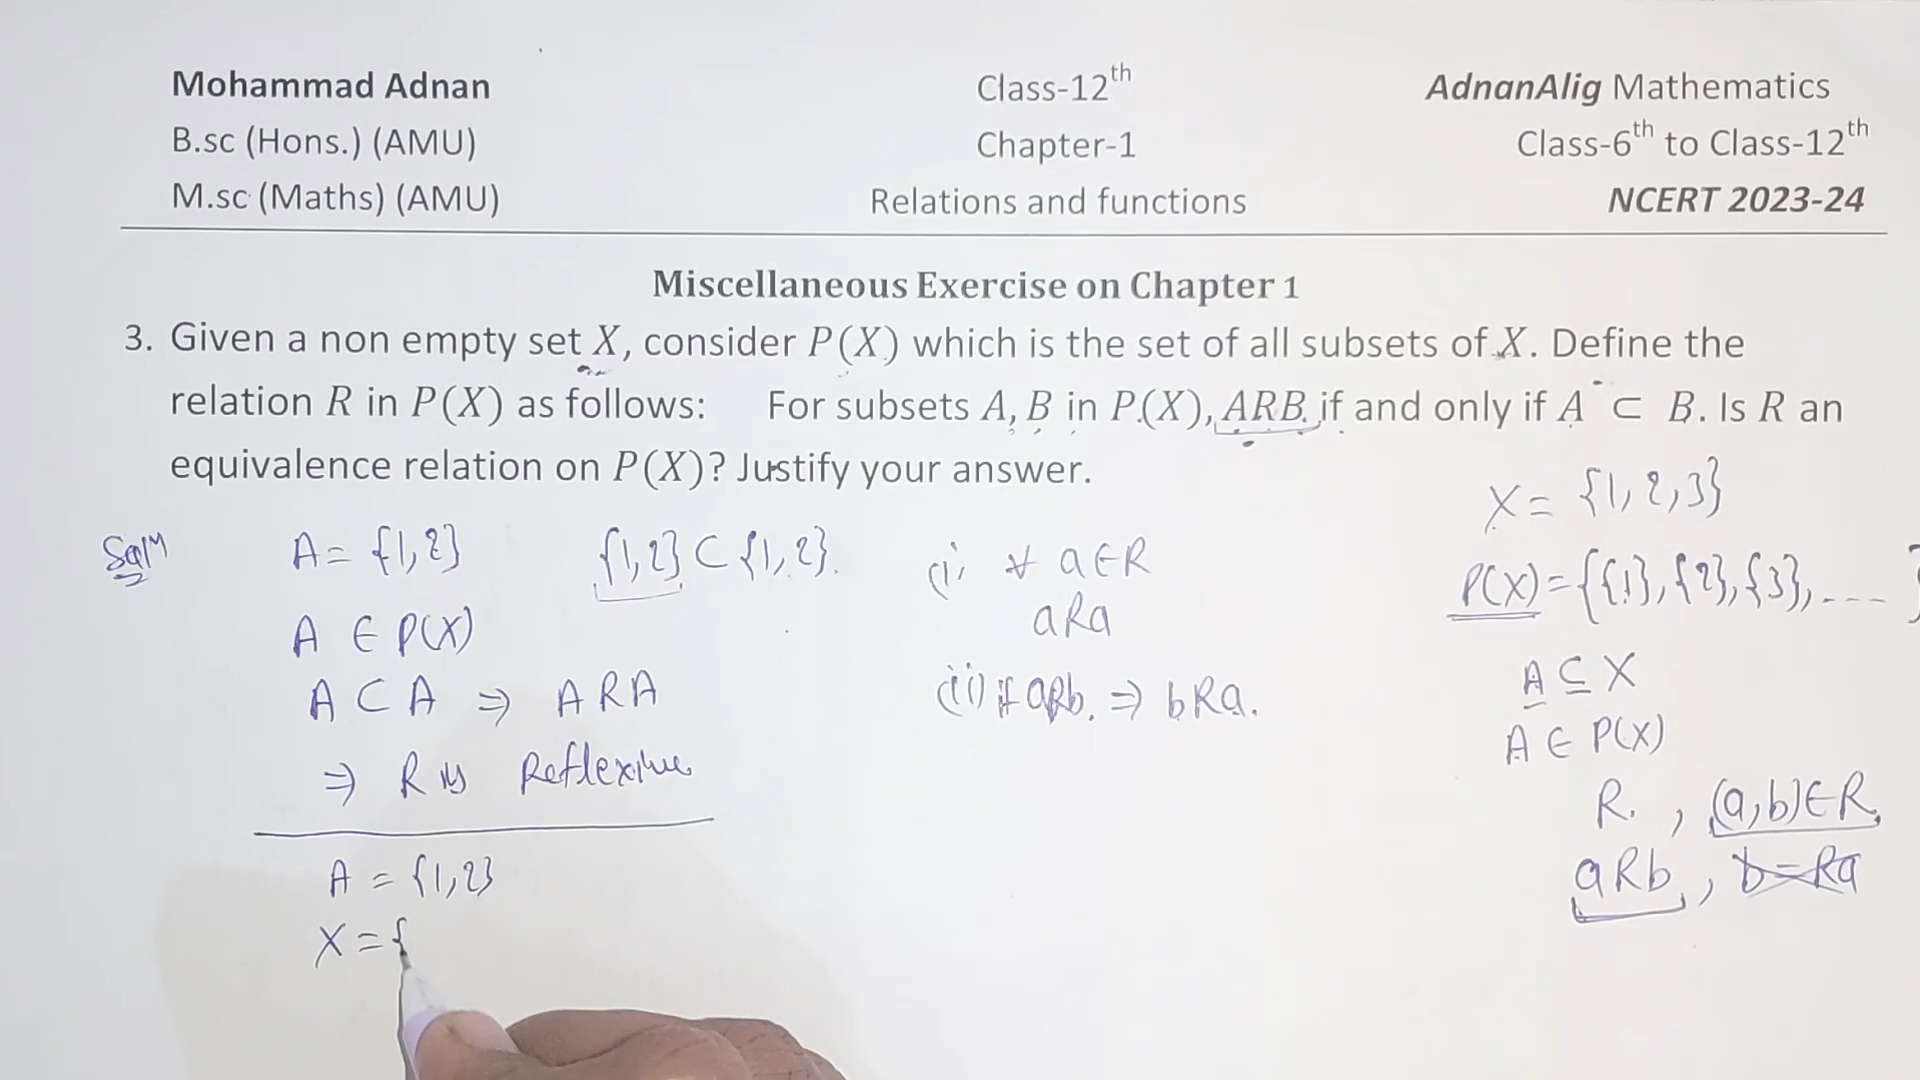 Mohammad Adnan
B.sc (Hons.) (AMU)
M.sc (Maths) (AMU)
Class-12th
Chapter-1
Relations and functions
AdnanAlig Mathematics
Class-6th to Class-12th
NCERT 2023-24
Miscellaneous Exercise on Chapter 1
3. Given a non empty set X, consider P(X) which is the set of all subsets of X. Define the
relation R in P(X) as follows: For subsets A, B in P(X), ARB if and only if A ⊂ B. Is R an
equivalence relation on P(X)? Justify your answer.
Solⁿ
A = {1,2}
A ∈ P(X)
A ⊂ A ⇒ ARA
⇒ R is Reflexive
A = {1,2}
X = {
{1,2} ⊂ {1,2}.
(i) ∀ a∈R
aRa
(ii) if aRb. ⇒ bRa.
X = {1,2,3}
P(X) = {{1},{2},{3},---- }
A ⊆ X
A ∈ P(X)
R. , (a,b)∈R
aRb , b=Ra